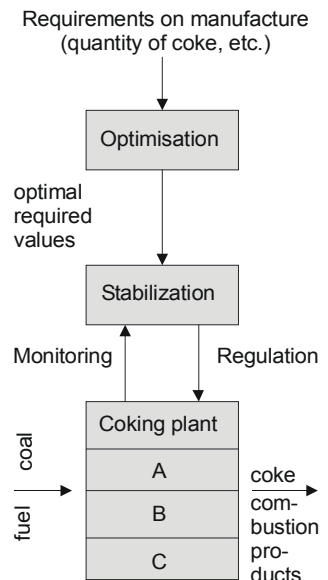 Requirements on manufacture
(quantity of coke, etc.)
Optimisation
optimal
required
values
Stabilization
Monitoring
Regulation
Coking plant
A
B
C
coal
fuel
coke
com-
bustion
pro-
ducts